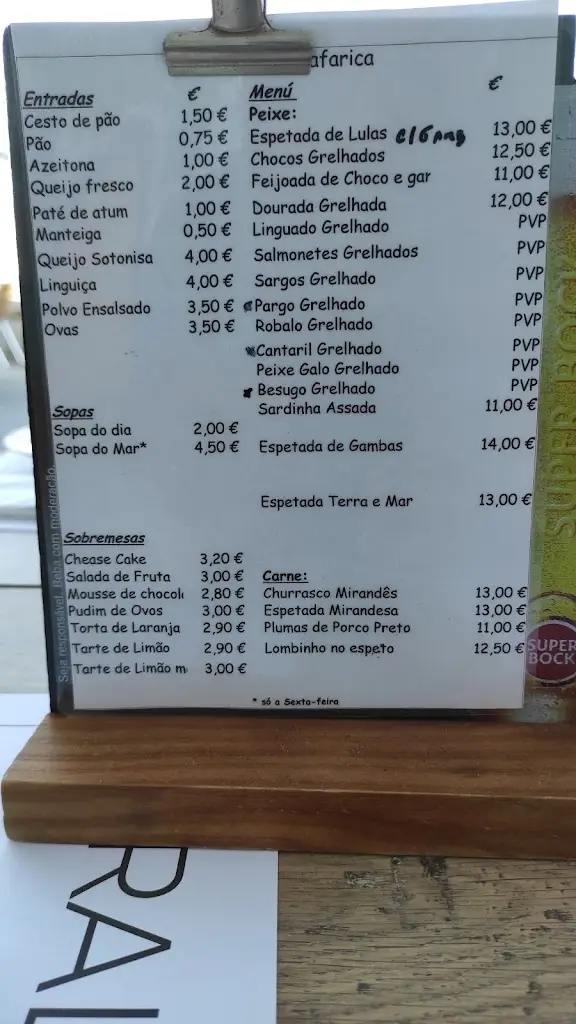 afarica
Entradas €
Cesto de pão 1,50 €
Pão 0,75 €
Azeitona 1,00 €
Queijo fresco 2,00 €
Paté de atum 1,00 €
Manteiga 0,50 €
Queijo Sotonisa 4,00 €
Linguiça 4,00 €
Polvo Ensalsado 3,50 €
Ovas 3,50 €
Sopas
Sopa do dia 2,00 €
Sopa do Mar* 4,50 €
Sobremesas
Chease Cake 3,20 €
Salada de Fruta 3,00 €
Mousse de chocol 2,80 €
Pudim de Ovos 3,00 €
Torta de Laranja 2,90 €
Tarte de Limão 2,90 €
Tarte de Limão m 3,00 €
Menú €
Peixe:
Espetada de Lulas 13,00 €
Chocos Grelhados 12,50 €
Feijoada de Choco e gar 11,00 €
Dourada Grelhada 12,00 €
Linguado Grelhado PVP
Salmonetes Grelhados PVP
Sargos Grelhado PVP
Pargo Grelhado PVP
Robalo Grelhado PVP
Cantaril Grelhado PVP
Peixe Galo Grelhado PVP
Besugo Grelhado PVP
Sardinha Assada 11,00 €
Espetada de Gambas 14,00 €
Espetada Terra e Mar 13,00 €
Carne:
Churrasco Mirandês 13,00 €
Espetada Mirandesa 13,00 €
Plumas de Porco Preto 11,00 €
Lombinho no espeto 12,50 €
* só a Sexta-feira
Seja responsável. Beba com moderação.
SUPER
BOCK
RAL